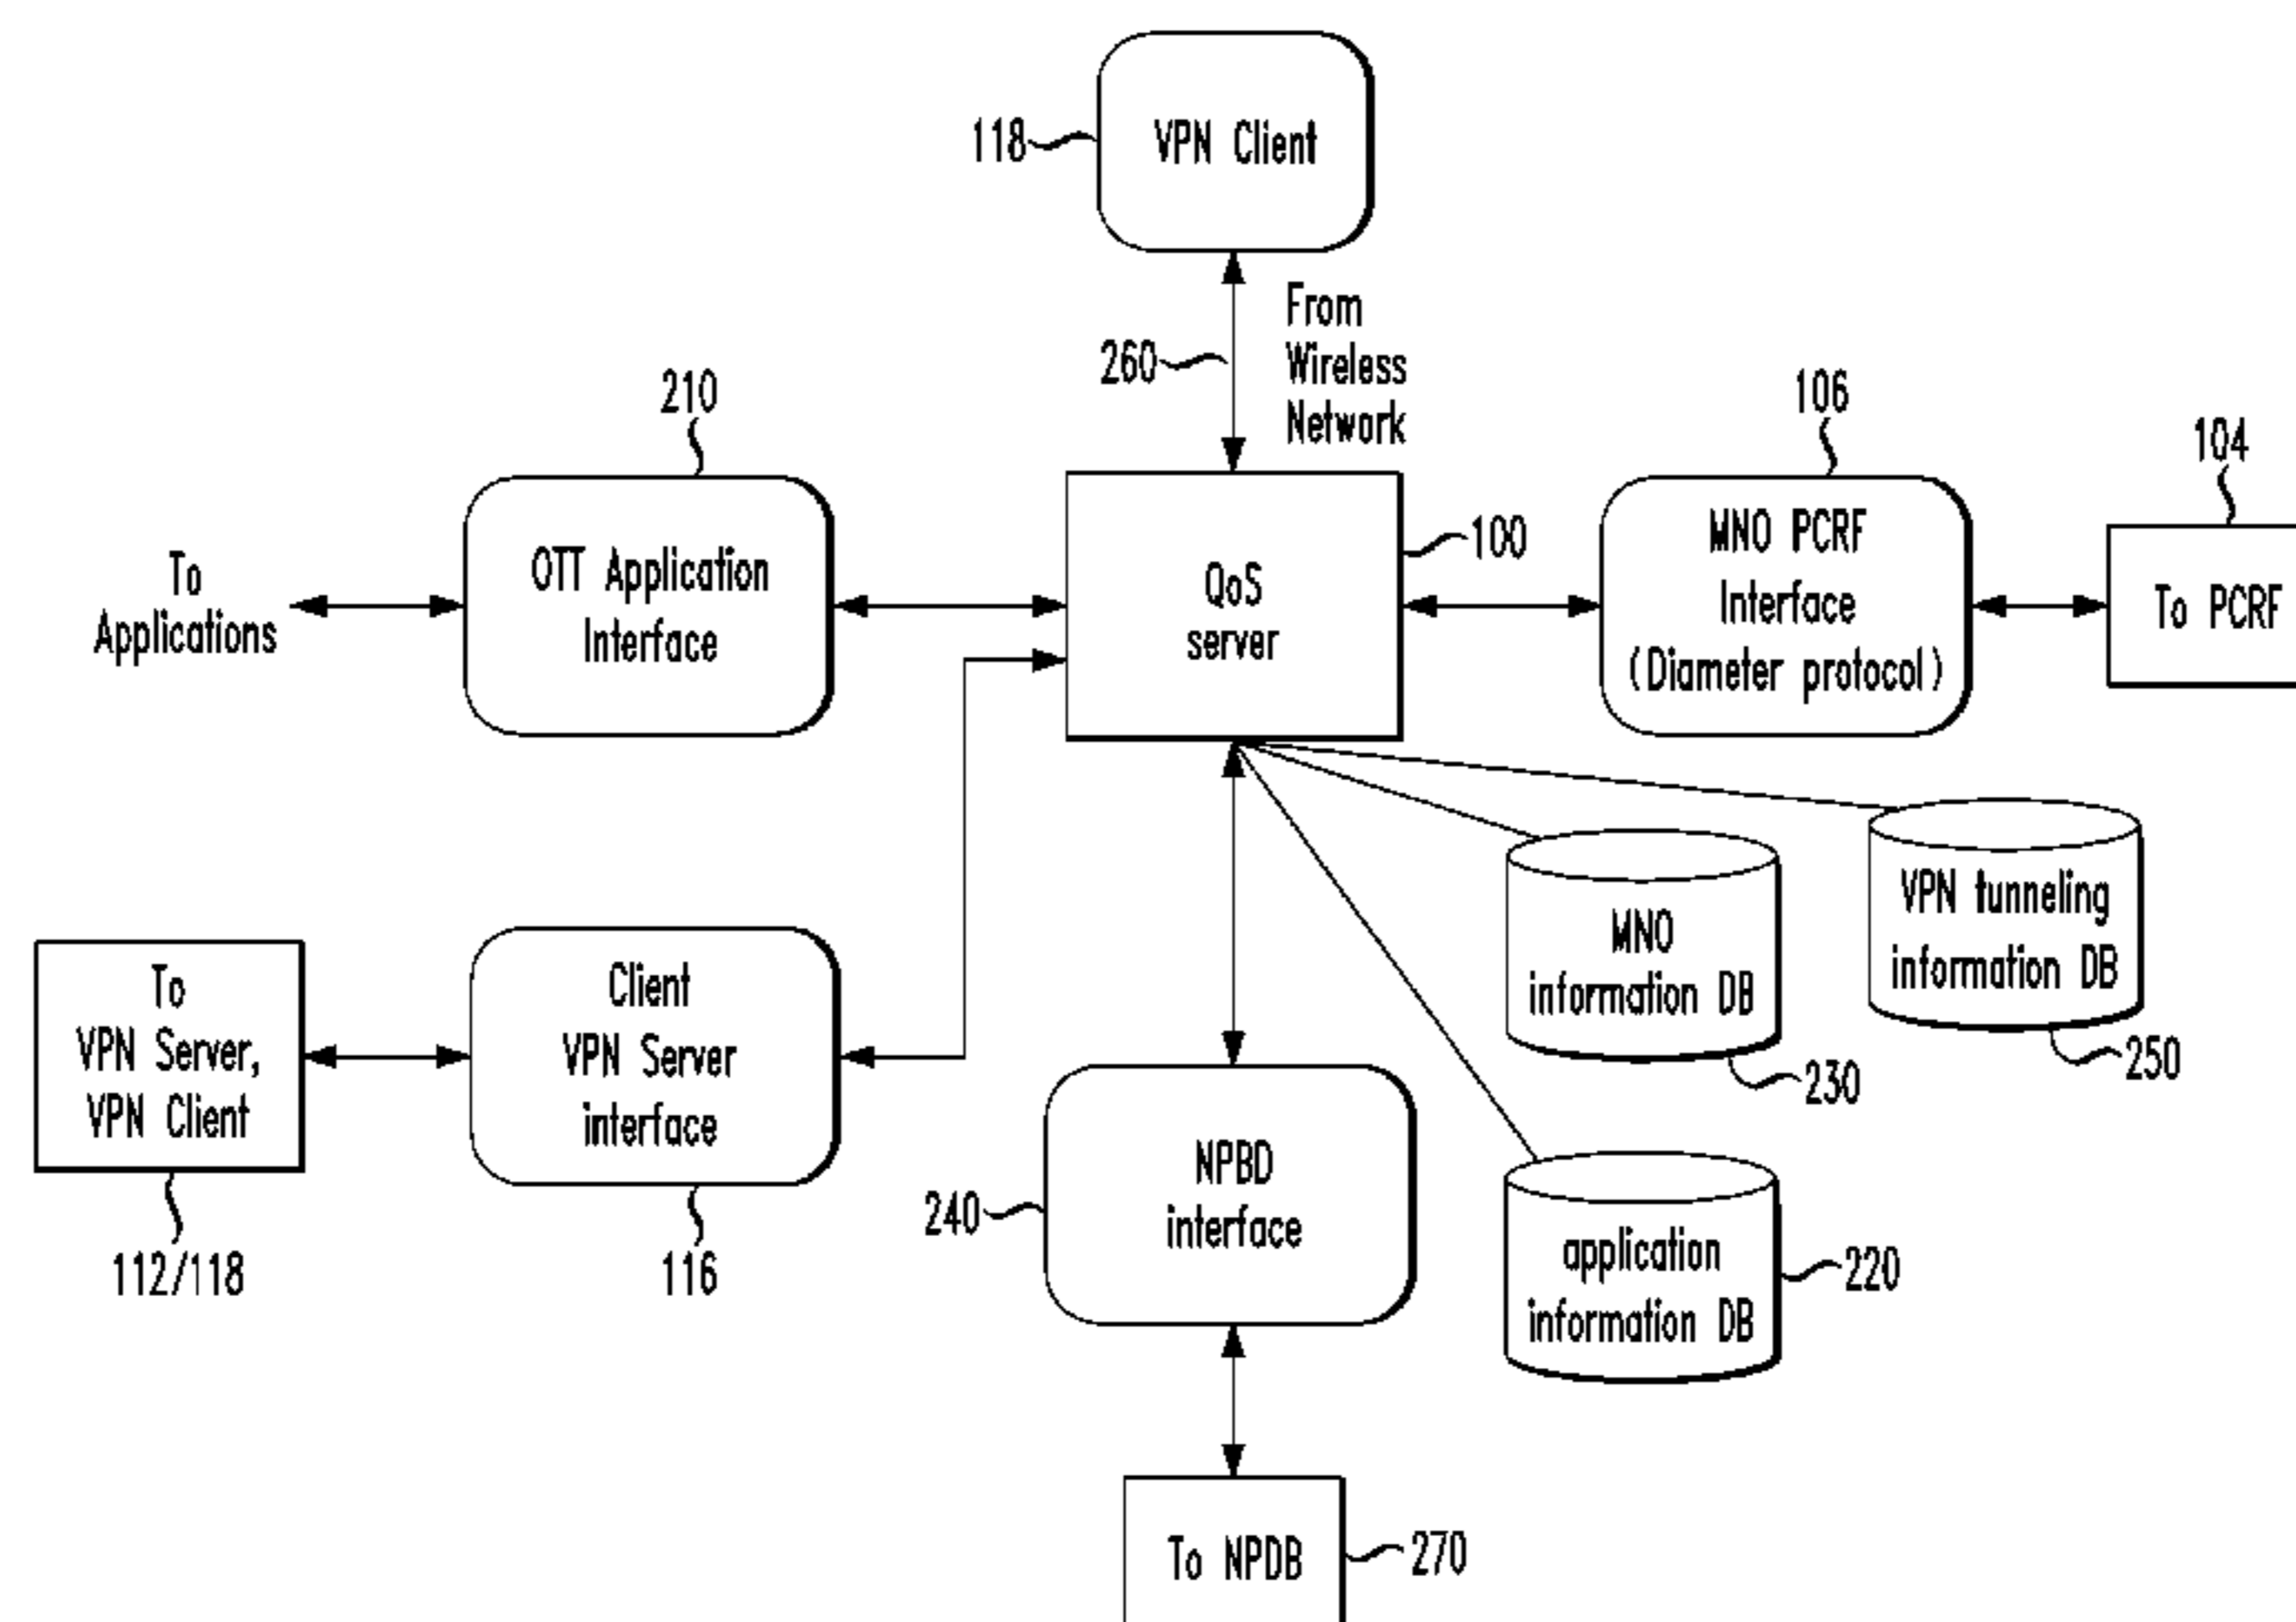 118
VPN Client
260
From
Wireless
Network
210
106
104
To
Applications
OTT Application
Interface
QoS
server
100
MNO PCRF
Interface
(Diameter protocol)
To PCRF
To
VPN Server,
VPN Client
112/118
Client
VPN Server
interface
116
MNO
information DB
230
VPN tunneling
information DB
250
240
NPBD
interface
application
information DB
220
To NPDB
270